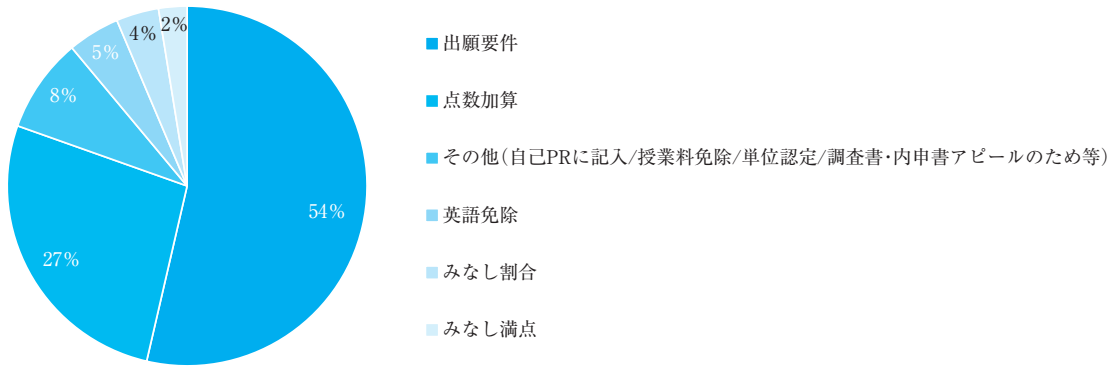 2%
4%
5%
8%
54%
27%
出願要件
点数加算
その他(自己PRに記入/授業料免除/単位認定/調査書・内申書アピールのため等)
英語免除
みなし割合
みなし満点